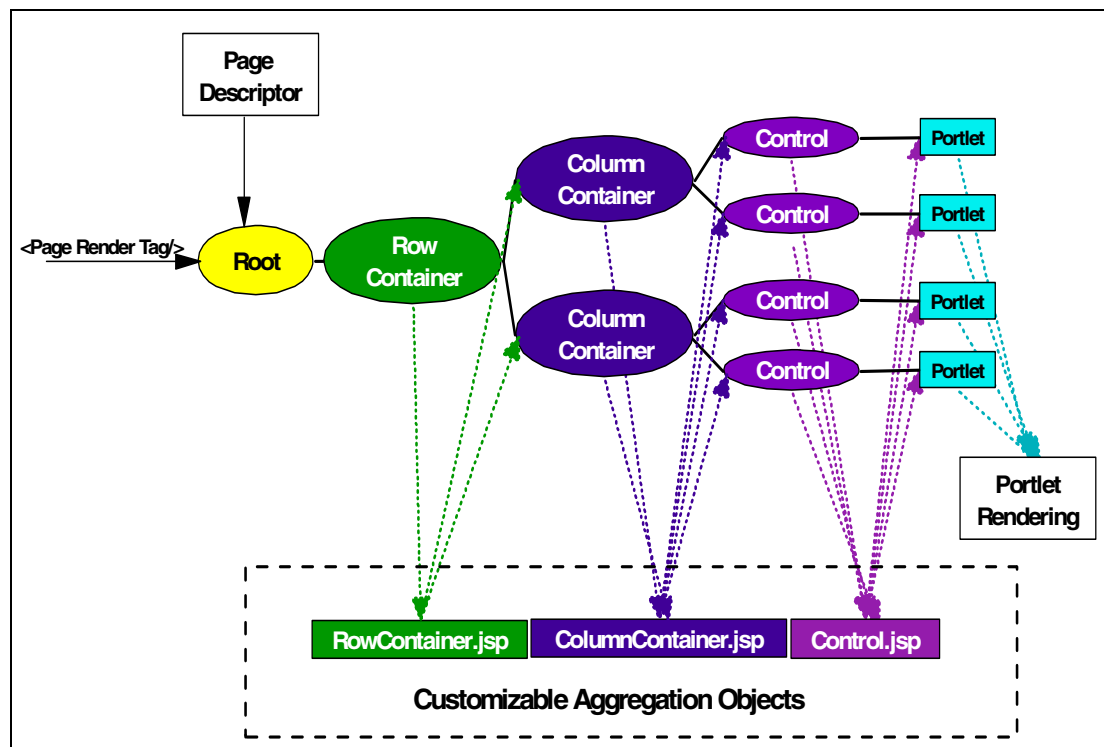 Page
Descriptor
<Page Render Tag/>
Root
Row
Container
Column
Container
Column
Container
Control
Control
Control
Control
Portlet
Portlet
Portlet
Portlet
Portlet
Rendering
RowContainer.jsp
ColumnContainer.jsp
Control.jsp
Customizable Aggregation Objects